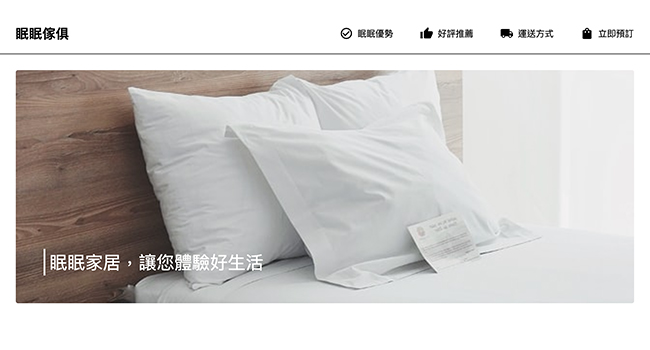 眠眠傢俱
眠眠優勢
好評推薦
運送方式
立即預訂
眠眠家居，讓您體驗好生活